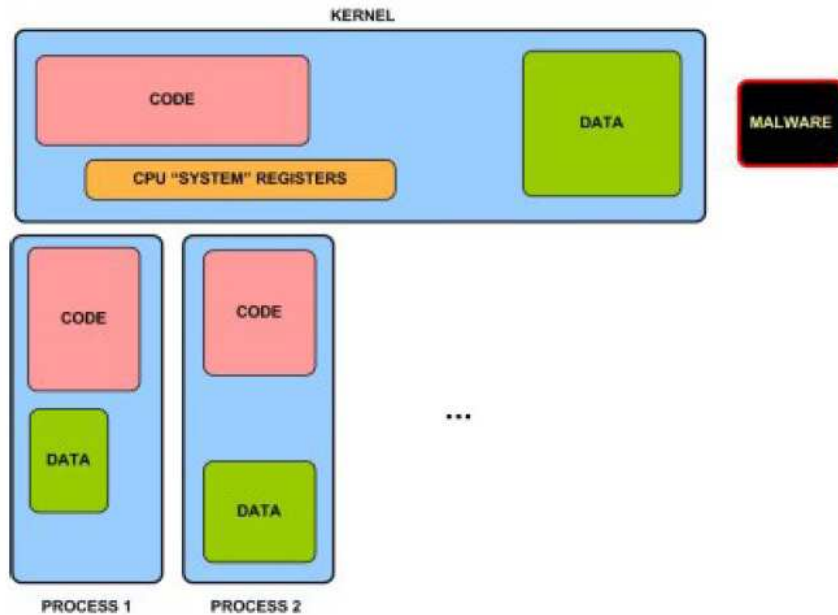 KERNEL
CODE
DATA
MALWARE
CPU "SYSTEM" REGISTERS
CODE
CODE
...
DATA
DATA
PROCESS 1
PROCESS 2